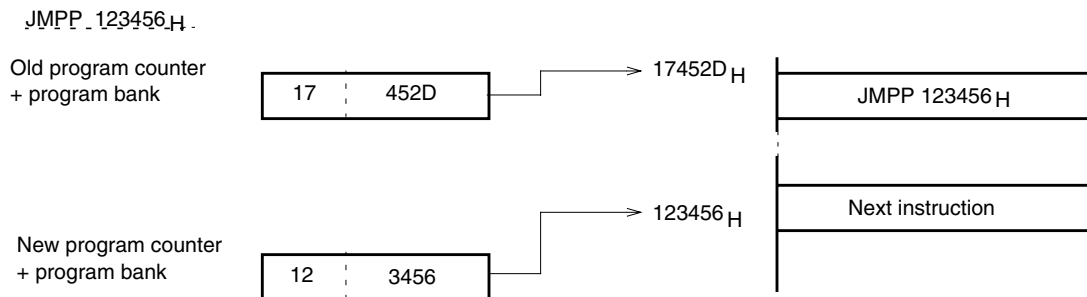 JMPP 123456H
Old program counter
+ program bank
17 452D
17452DH
JMPP 123456H
New program counter
+ program bank
12 3456
123456H
Next instruction